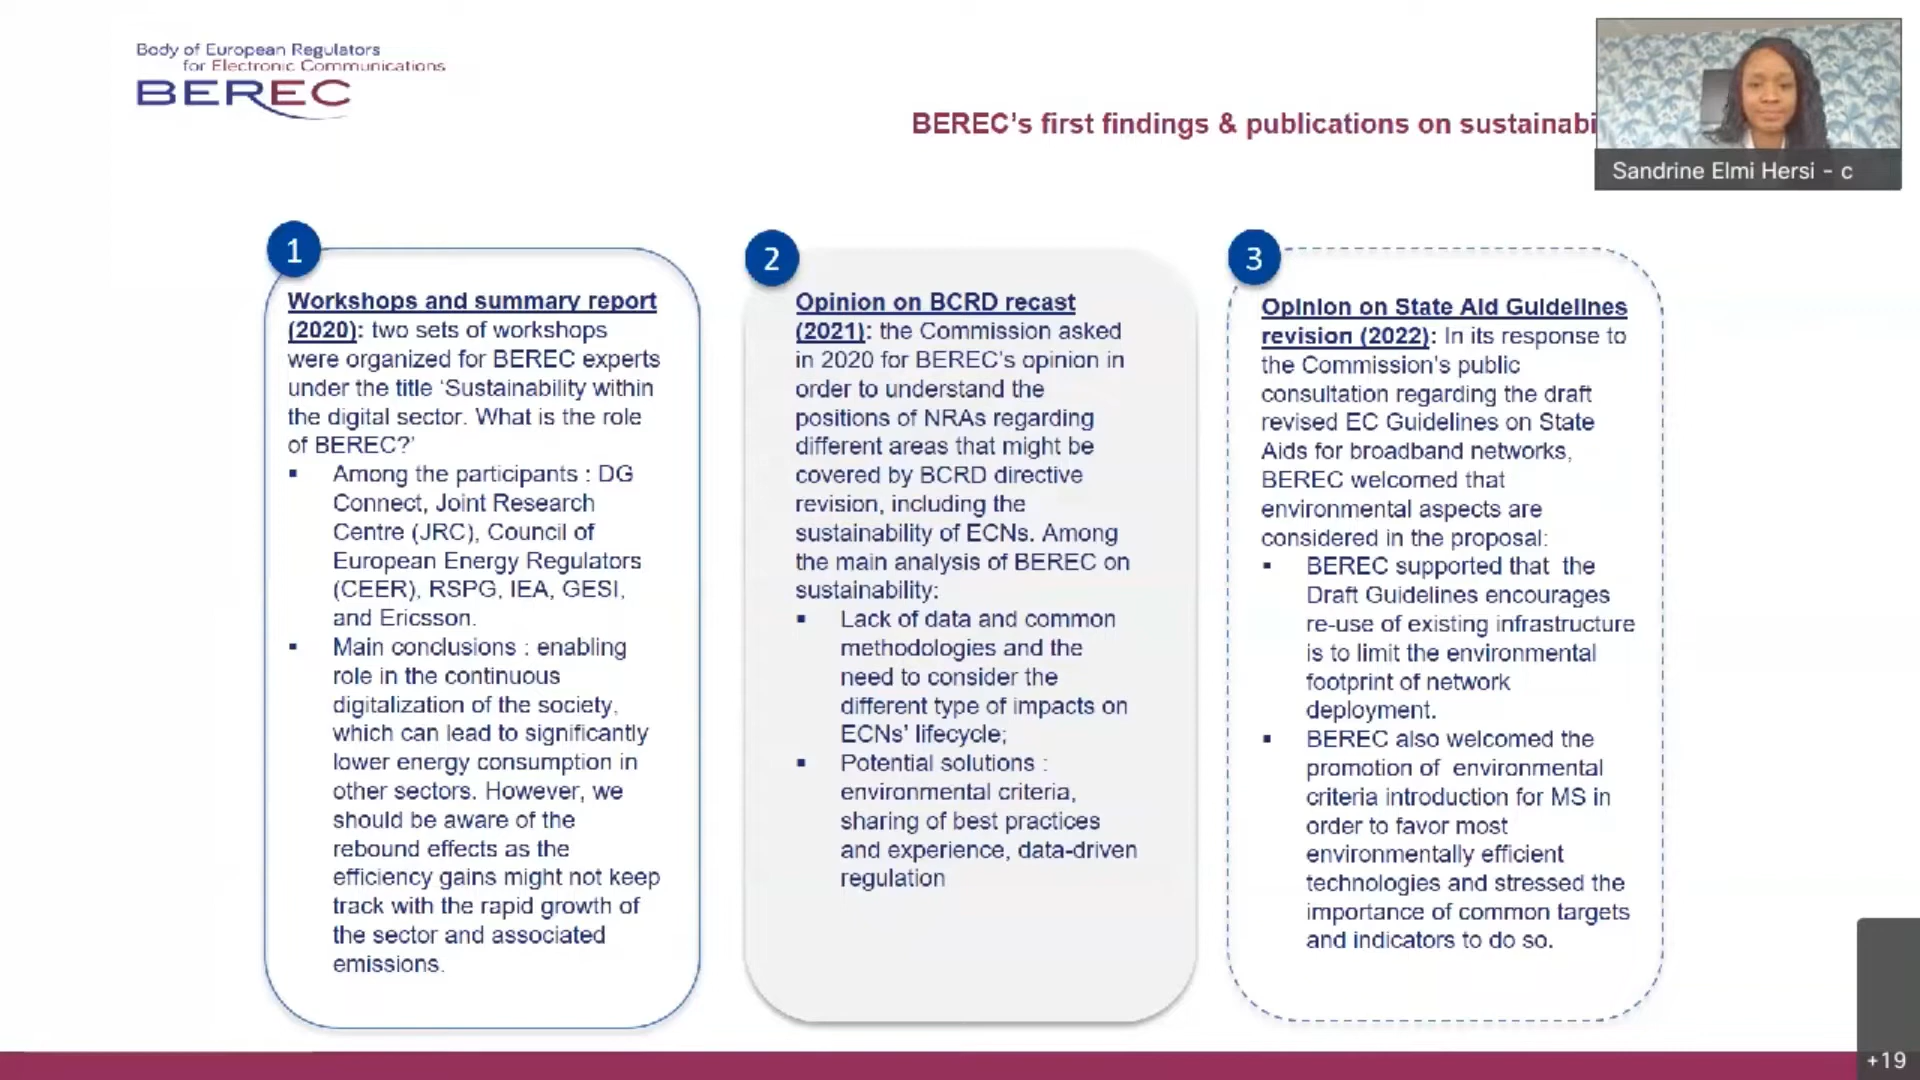 Body of European Regulators
for Electronic Communications
BEREC
BEREC’s first findings & publications on sustainabi
Sandrine Elmi Hersi - c
1
Workshops and summary report
(2020): two sets of workshops
were organized for BEREC experts
under the title ‘Sustainability within
the digital sector. What is the role
of BEREC?’
▪ Among the participants : DG
Connect, Joint Research
Centre (JRC), Council of
European Energy Regulators
(CEER), RSPG, IEA, GESI,
and Ericsson.
▪ Main conclusions : enabling
role in the continuous
digitalization of the society,
which can lead to significantly
lower energy consumption in
other sectors. However, we
should be aware of the
rebound effects as the
efficiency gains might not keep
track with the rapid growth of
the sector and associated
emissions.
2
Opinion on BCRD recast
(2021): the Commission asked
in 2020 for BEREC’s opinion in
order to understand the
positions of NRAs regarding
different areas that might be
covered by BCRD directive
revision, including the
sustainability of ECNs. Among
the main analysis of BEREC on
sustainability:
▪ Lack of data and common
methodologies and the
need to consider the
different type of impacts on
ECNs’ lifecycle;
▪ Potential solutions :
environmental criteria,
sharing of best practices
and experience, data-driven
regulation
3
Opinion on State Aid Guidelines
revision (2022): In its response to
the Commission’s public
consultation regarding the draft
revised EC Guidelines on State
Aids for broadband networks,
BEREC welcomed that
environmental aspects are
considered in the proposal:
▪ BEREC supported that the
Draft Guidelines encourages
re-use of existing infrastructure
is to limit the environmental
footprint of network
deployment.
▪ BEREC also welcomed the
promotion of environmental
criteria introduction for MS in
order to favor most
environmentally efficient
technologies and stressed the
importance of common targets
and indicators to do so.
+19